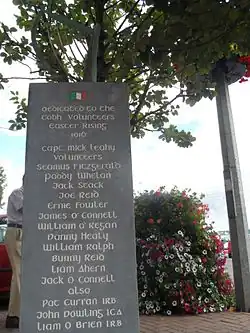 Dedicated to the
Cobh Volunteers
Easter Rising
1916
Capt. Mick Leahy
Volunteers
Seamus Fitzgerald
Paddy Whelan
Jack Stack
Joe Reid
Ernie Fowler
James O'Connell
William O'Regan
Danny Healy
William Ralph
Bunny Reid
Liam Ahern
Jack O Connell
also
Pat Curran IRB
John Dowling ICA
Liam O Brien IRB